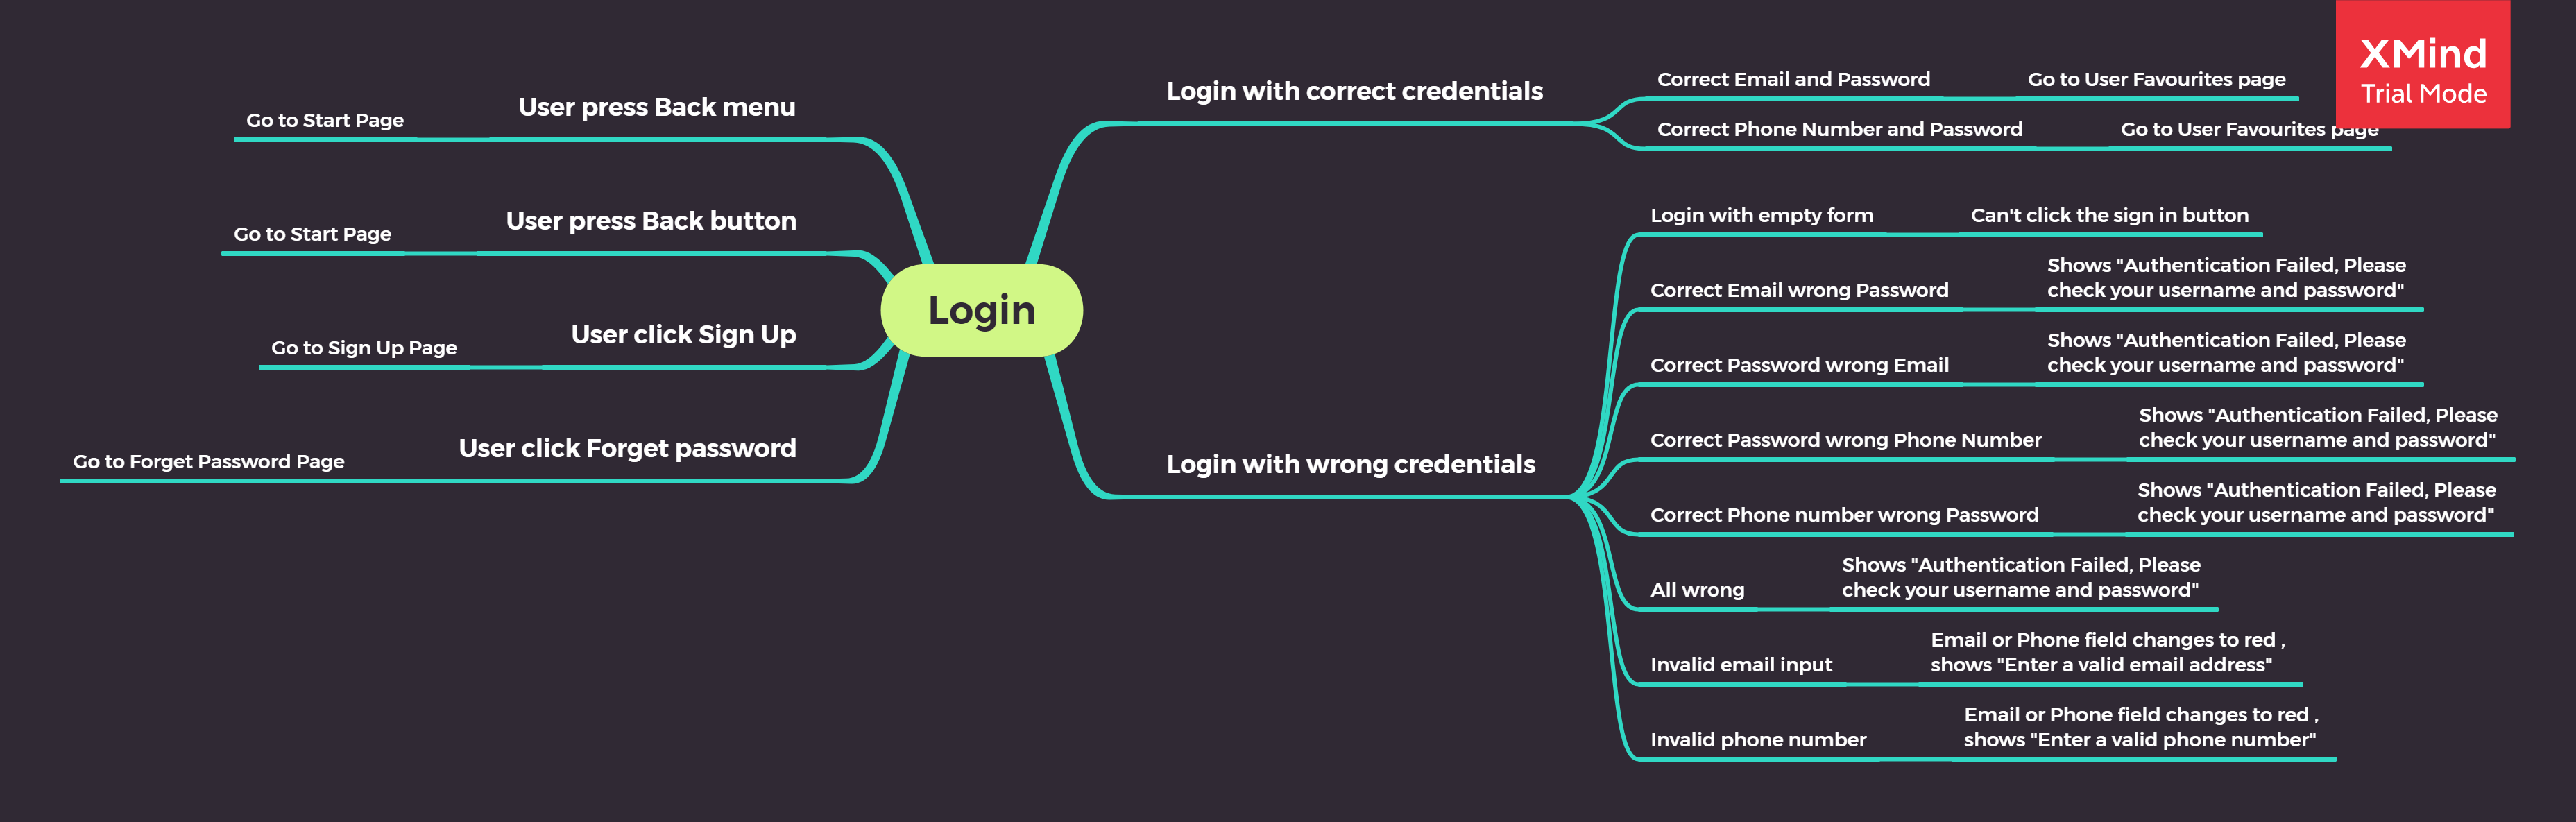 XMind
Trial Mode
Login
Login with correct credentials
Correct Email and Password
Go to User Favourites page
Correct Phone Number and Password
Go to User Favourites page
Login with wrong credentials
Login with empty form
Can't click the sign in button
Correct Email wrong Password
Shows "Authentication Failed, Please
check your username and password"
Correct Password wrong Email
Shows "Authentication Failed, Please
check your username and password"
Correct Password wrong Phone Number
Shows "Authentication Failed, Please
check your username and password"
Correct Phone number wrong Password
Shows "Authentication Failed, Please
check your username and password"
All wrong
Shows "Authentication Failed, Please
check your username and password"
Invalid email input
Email or Phone field changes to red ,
shows "Enter a valid email address"
Invalid phone number
Email or Phone field changes to red ,
shows "Enter a valid phone number"
User press Back menu
Go to Start Page
User press Back button
Go to Start Page
User click Sign Up
Go to Sign Up Page
User click Forget password
Go to Forget Password Page